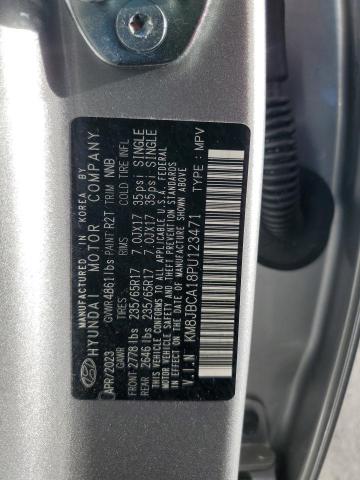 MANUFACTURED IN KOREA BY
HYUNDAI MOTOR COMPANY
APR/2023 GVWR 4861 lbs PAINT R2T TRIM NNB
GAWR TIRES RIMS COLD TIRE INFL
FRONT 2778 lbs 235/65R17 7.0JX17 35psi SINGLE
REAR 2646 lbs 235/65R17 7.0JX17 35psi SINGLE
THIS VEHICLE CONFORMS TO ALL APPLICABLE U.S. FEDERAL
MOTOR VEHICLE SAFETY, BUMPER, AND THEFT PREVENTION STANDARDS
IN EFFECT ON THE DATE OF MANUFACTURE SHOWN ABOVE.
V.I.N KM8JBCA18PU123471 TYPE : MPV